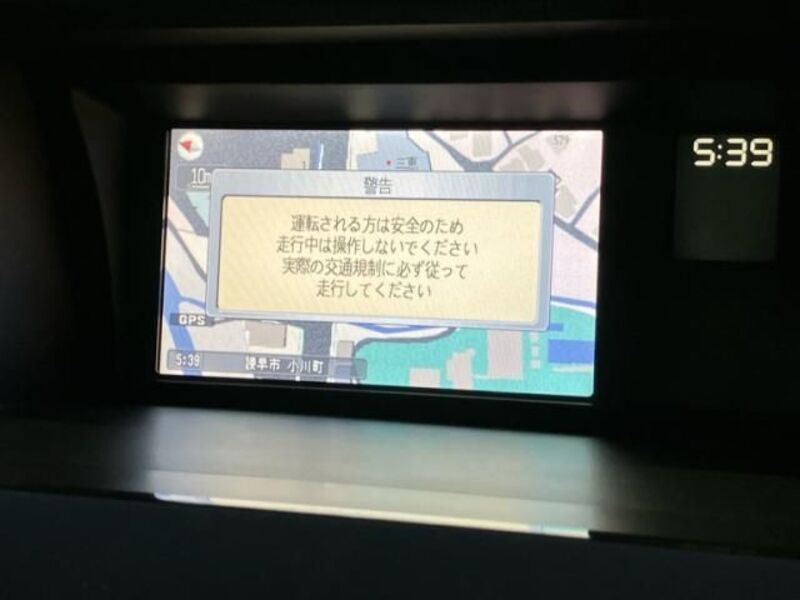 5:39
三車
10m
警告
運転される方は安全のため
走行中は操作しないでください
実際の交通規制に必ず従って
走行してください
GPS
5:39
諫早市 小川町